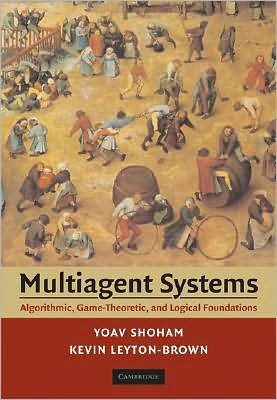 Multiagent Systems
Algorithmic, Game-Theoretic, and Logical Foundations
YOAV SHOHAM
KEVIN LEYTON-BROWN
CAMBRIDGE